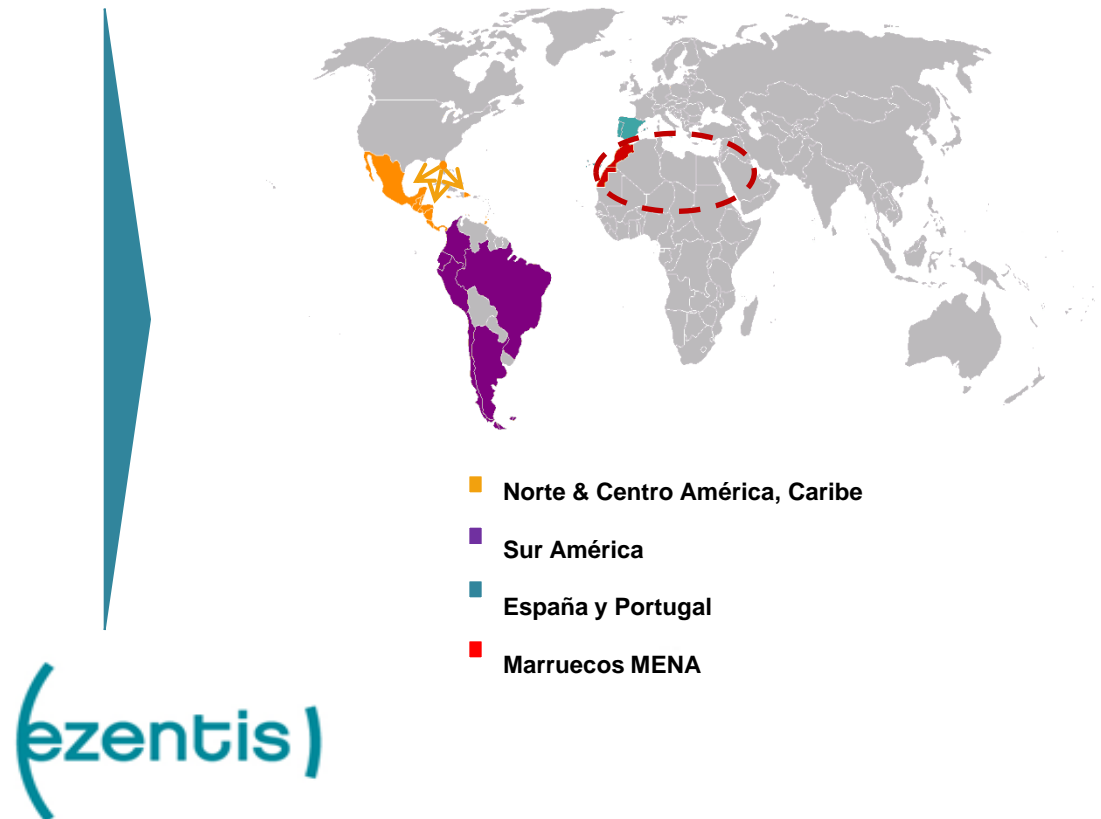 Norte & Centro América, Caribe
Sur América
España y Portugal
Marruecos MENA
ezentis